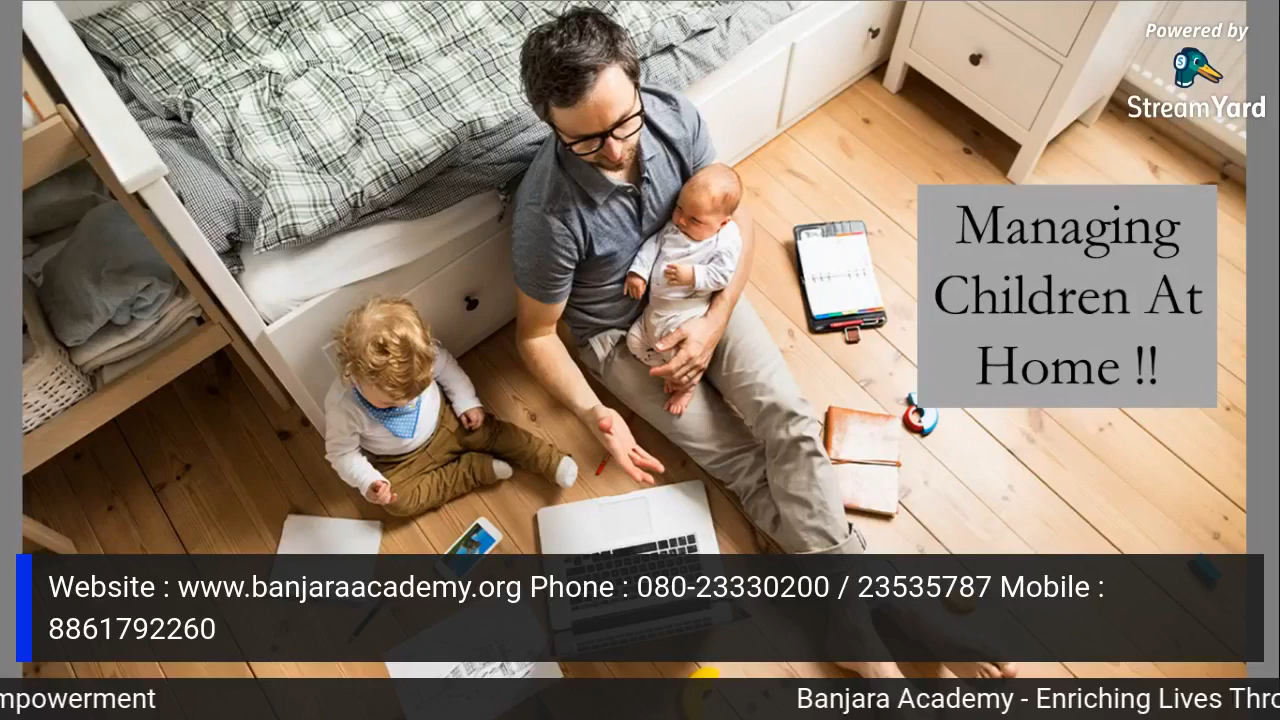 Powered by
StreamYard
Managing
Children At
Home !!
Website : www.banjaraacademy.org Phone : 080-23330200 / 23535787 Mobile :
8861792260
mpowerment
Banjara Academy - Enriching Lives Thro